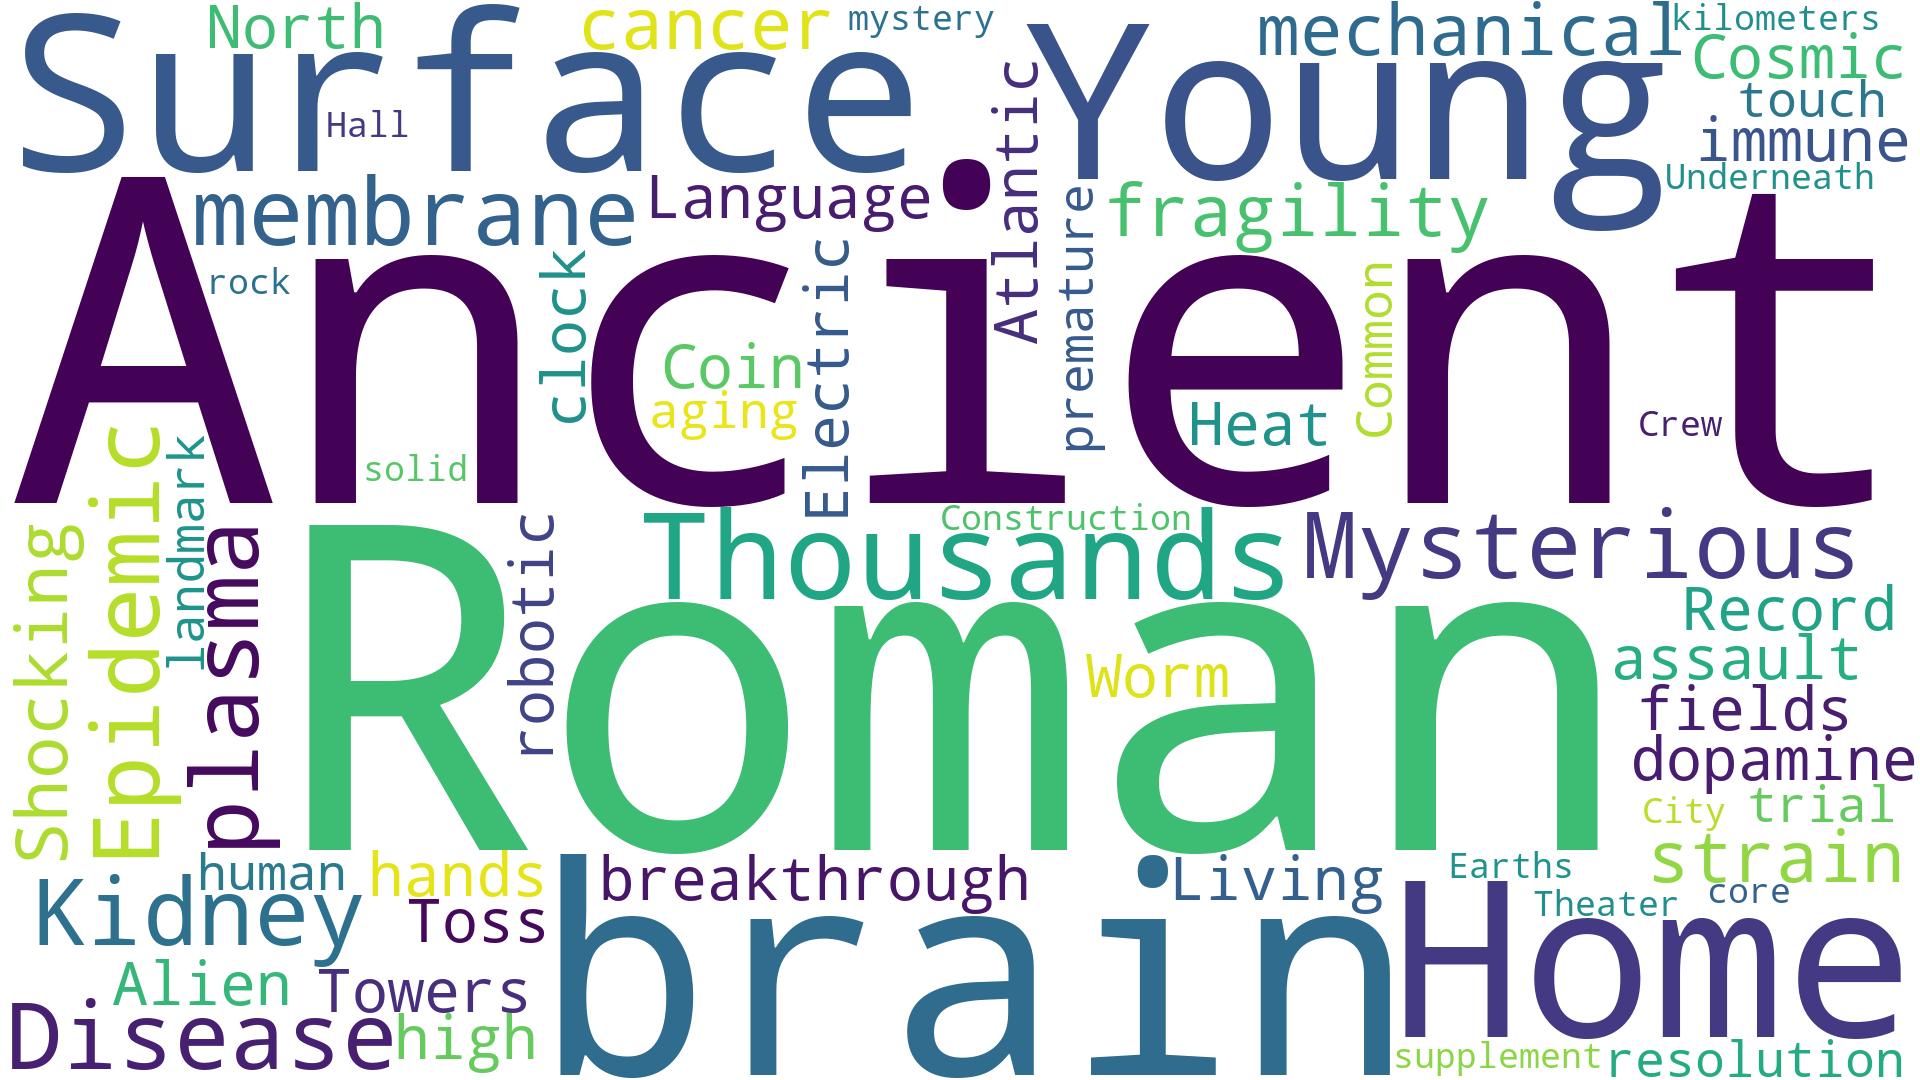 North
cancer
mystery
mechanical
kilometers
Surface
Young
Cosmic
touch
Hall
immune
Atlantic
Underneath
membrane
Language
premature
fragility
Ancient
rock
clock
Electric
Common
Coin
aging
Heat
Crew
solid
Shocking
Epidemic
landmark
plasma
robotic
Thousands
Construction
Mysterious
Roman
Record
Worm
assault
fields
dopamine
City
trial
strain
human
hands
breakthrough
Living
Earths
Kidney
Toss
brain
Home
Theater
core
Alien
Towers
Disease
high
supplement
resolution